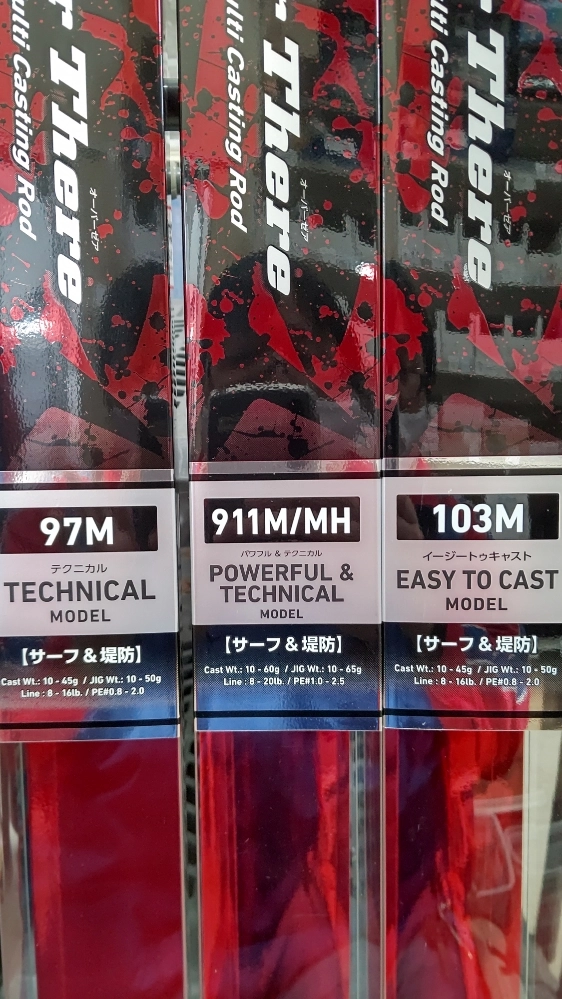 There
オーバーゼア
Multi Casting Rod
97M
テクニカル
TECHNICAL
MODEL
【サーフ & 堤防】
Cast Wt.: 10 - 45g / JIG Wt.: 10 - 50g
Line : 8 - 16lb. / PE#0.8 - 2.0
There
オーバーゼア
Multi Casting Rod
911M/MH
パワフル & テクニカル
POWERFUL &
TECHNICAL
MODEL
【サーフ & 堤防】
Cast Wt.: 10 - 60g / JIG Wt.: 10 - 65g
Line : 8 - 20lb. / PE#1.0 - 2.5
There
オーバーゼア
Multi Casting Rod
103M
イージートゥキャスト
EASY TO CAST
MODEL
【サーフ & 堤防】
Cast Wt.: 10 - 45g / JIG Wt.: 10 - 50g
Line : 8 - 16lb. / PE#0.8 - 2.0